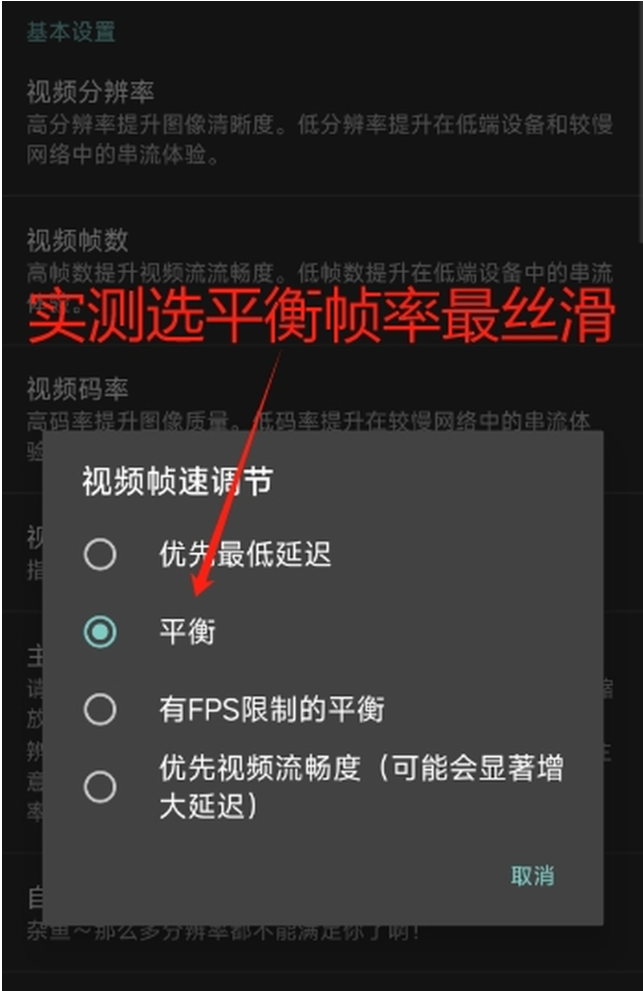 基本设置
视频分辨率
高分辨率提升图像清晰度。低分辨率提升在低端设备和较慢
网络中的串流体验。
视频帧数
高帧数提升视频流流畅度。低帧数提升在低端设备中的串流
实测选平衡帧率最丝滑
视频码率
高码率提升图像质量。低码率提升在较慢网络中的串流体
验
视频帧速调节
优先最低延迟
平衡
有FPS限制的平衡
优先视频流畅度（可能会显著增
大延迟）
取消
自
杂鱼～那么多分辨率都不能满足你了啊！